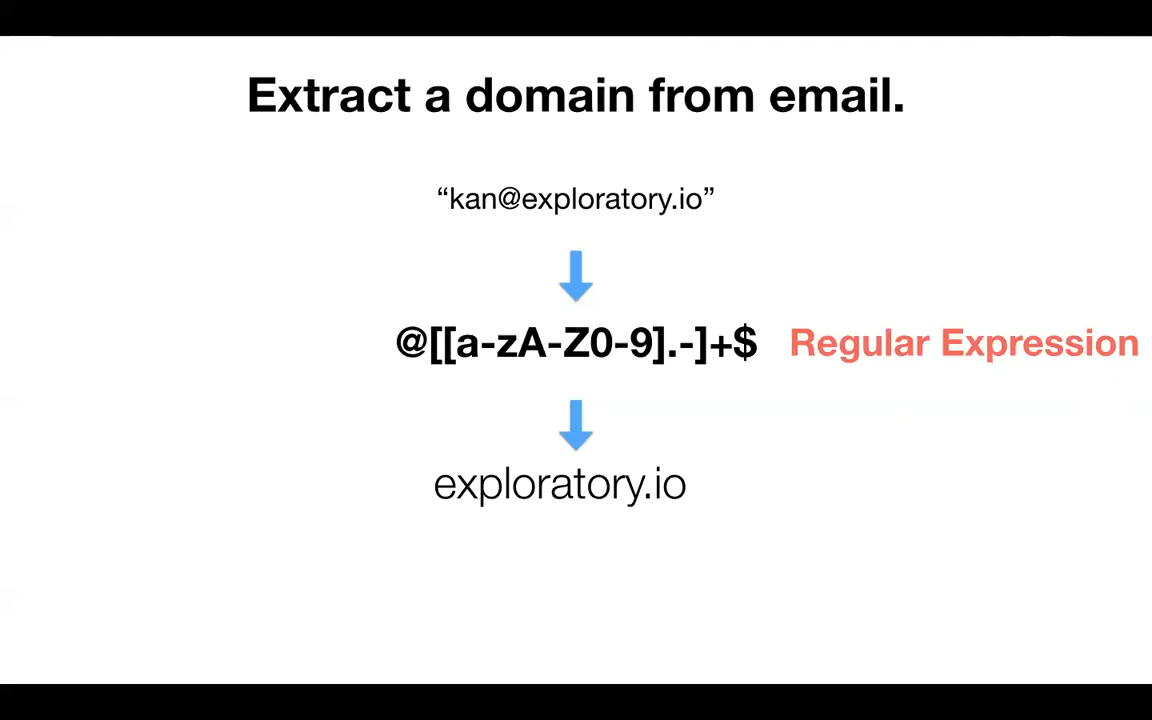 Extract a domain from email.
“kan@exploratory.io”
@[[a-zA-Z0-9].-]+$ Regular Expression
exploratory.io